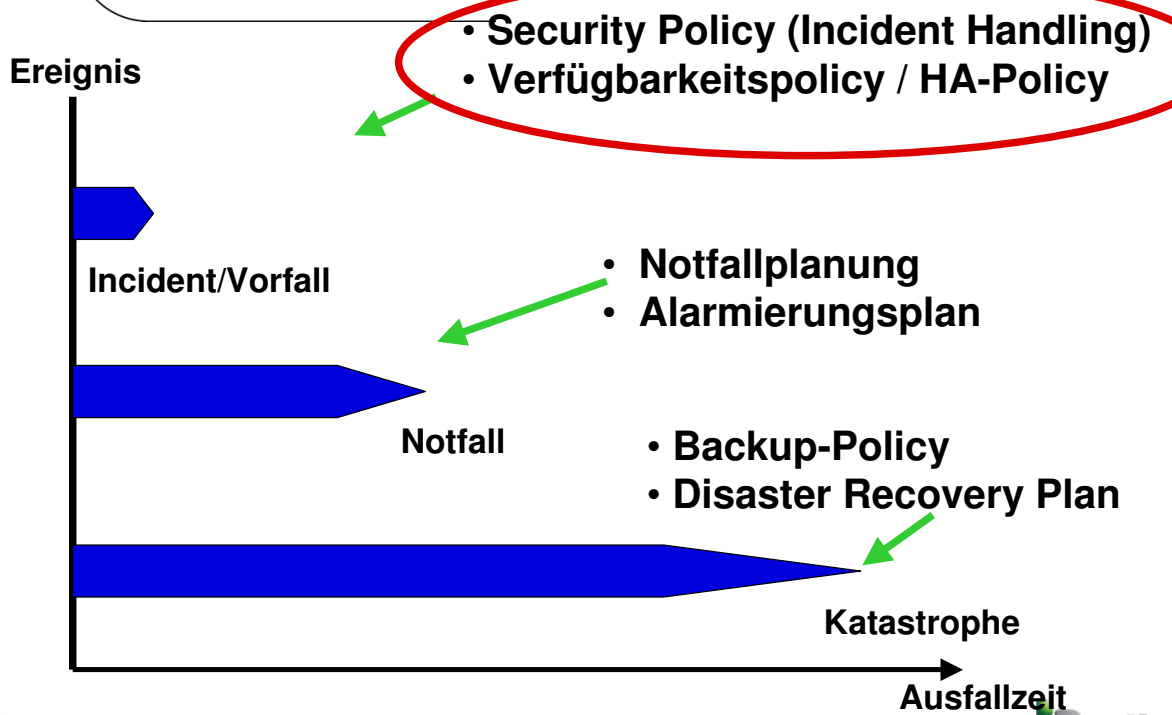 • Security Policy (Incident Handling)
Ereignis
• Verfügbarkeitspolicy / HA-Policy
Incident/Vorfall
• Notfallplanung
• Alarmierungsplan
Notfall
• Backup-Policy
• Disaster Recovery Plan
Katastrophe
Ausfallzeit